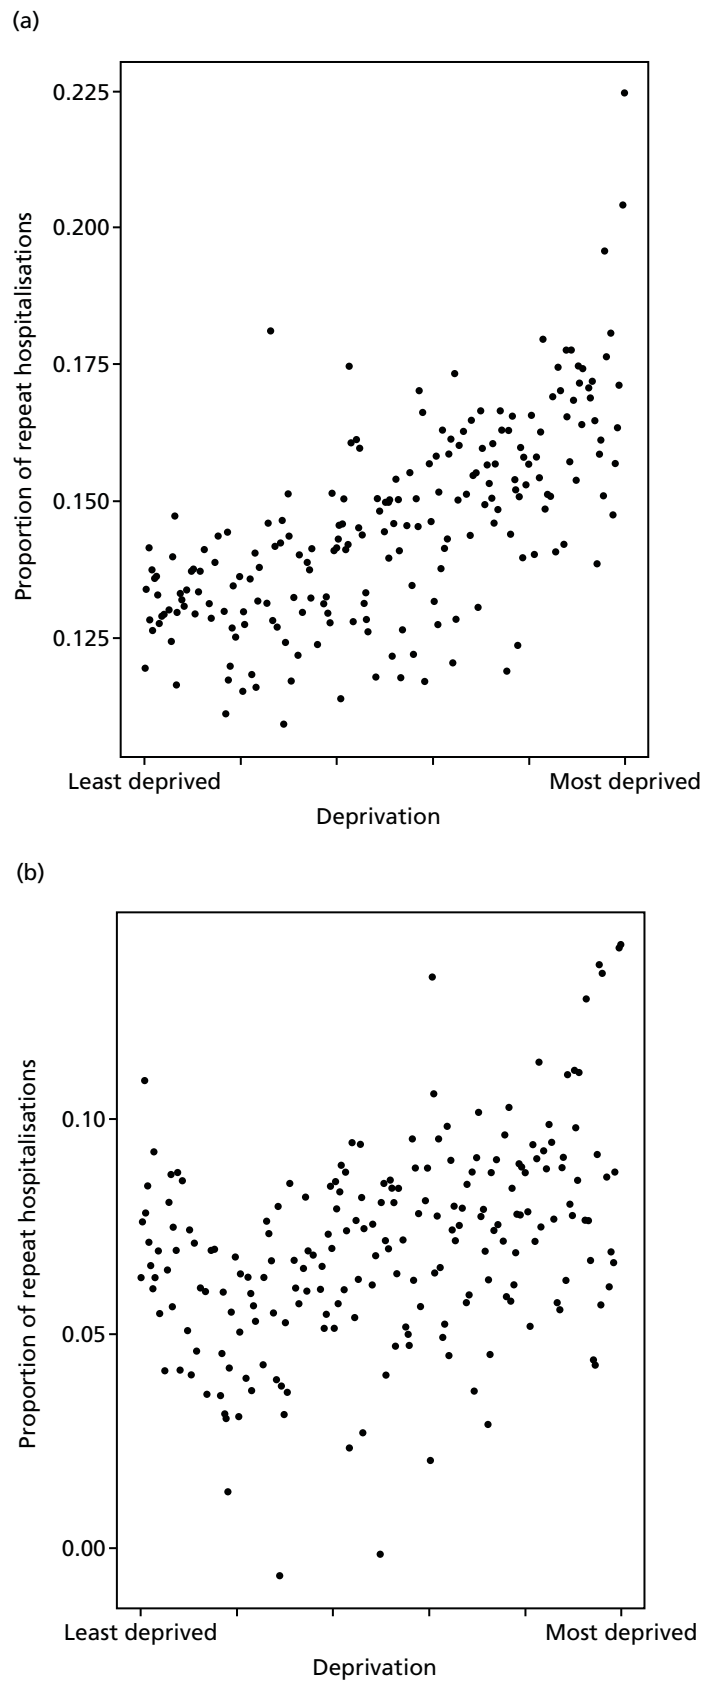 (a)
Proportion of repeat hospitalisations
0.225
0.200
0.175
0.150
0.125
Least deprived
Most deprived
Deprivation
(b)
Proportion of repeat hospitalisations
0.10
0.05
0.00
Least deprived
Most deprived
Deprivation